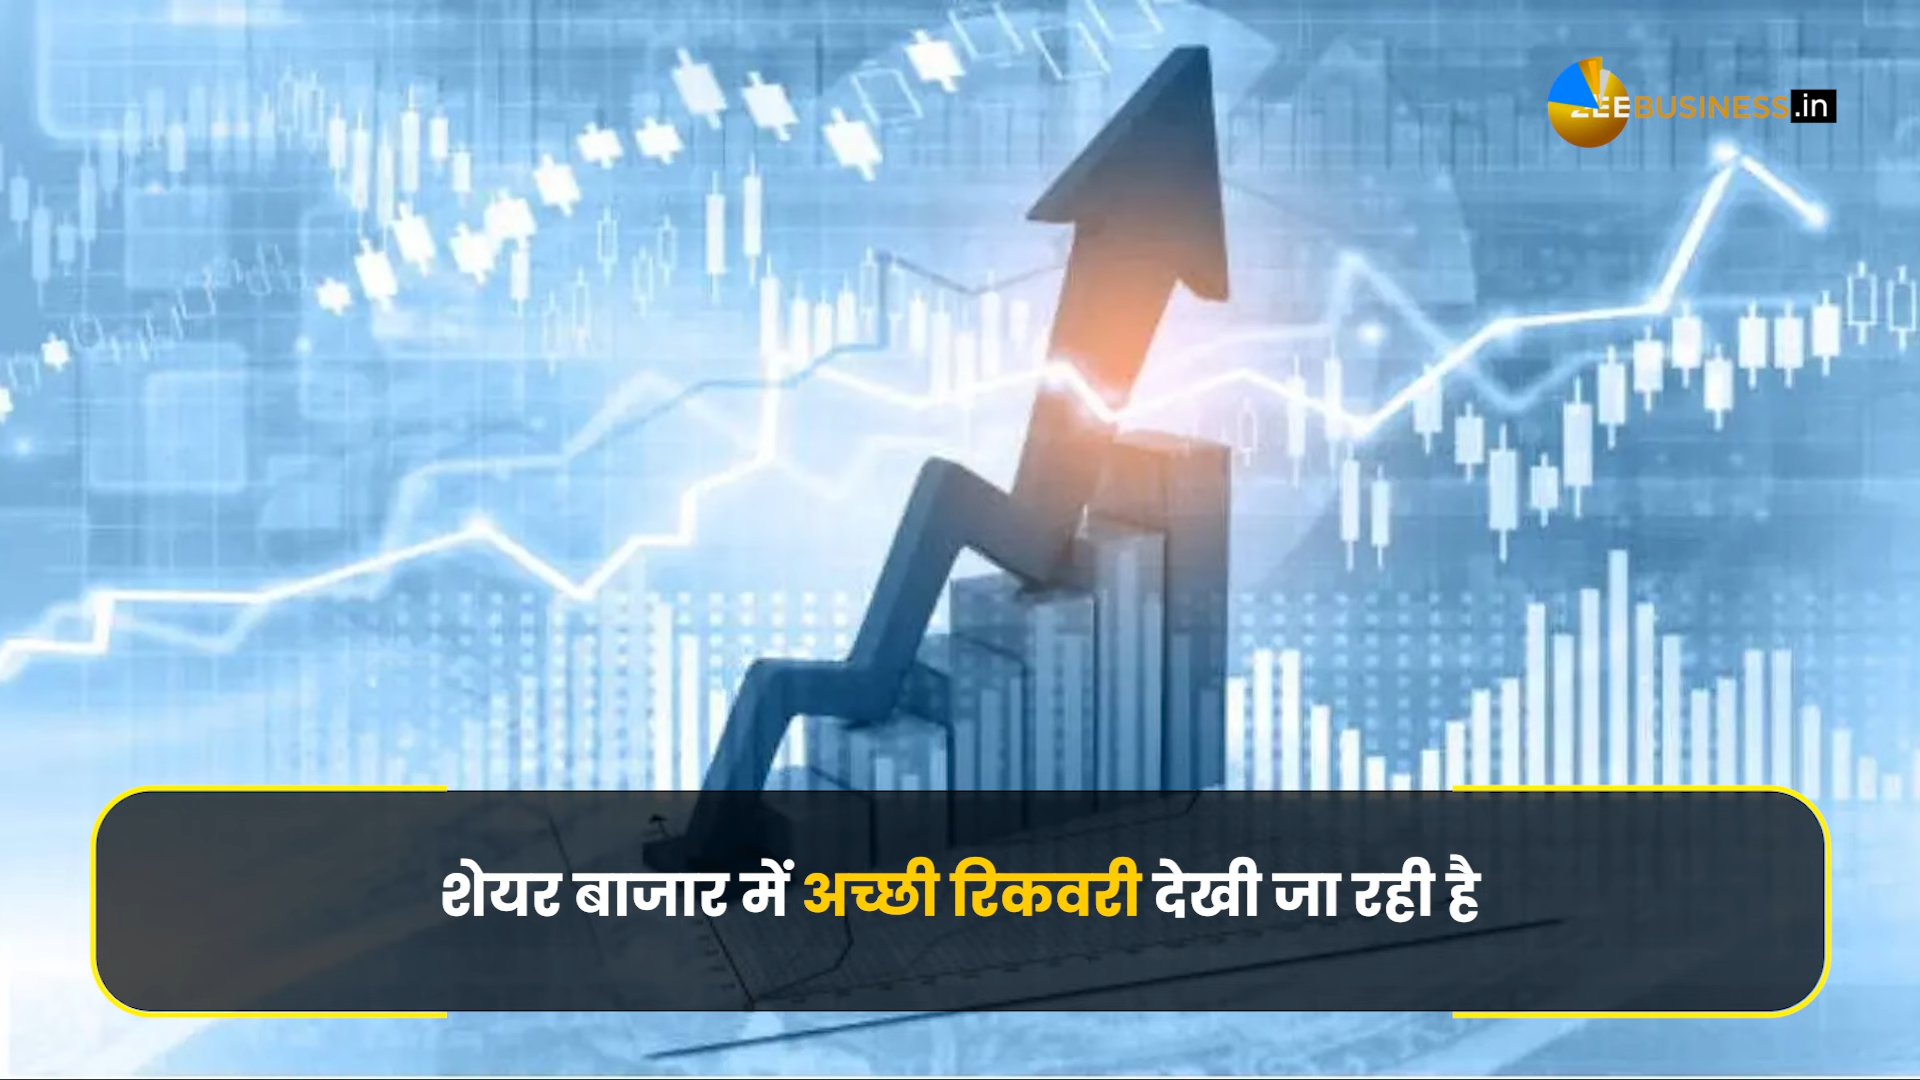 ZEEBUSINESS.in
शेयर बाजार में अच्छी रिकवरी देखी जा रही है